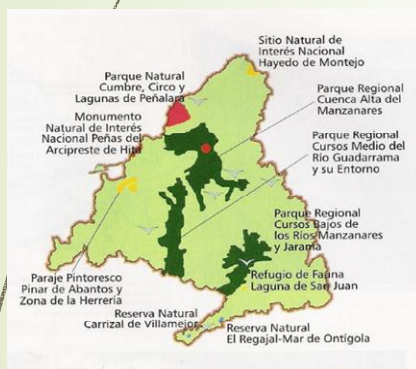 Sitio Natural de
Interés Nacional
Hayedo de Montejo
Parque Natural
Cumbre, Circo y
Lagunas de Peñalara
Parque Regional
Cuenca Alta del
Manzanares
Monumento
Natural de Interés
Nacional Peñas del
Arcipreste de Hita
Parque Regional
Cursos Medio del
Río Guadarrama
y su Entorno
Parque Regional
Cursos Bajos de
los Ríos Manzanares
y Jarama
Refugio de Fauna
Laguna de San Juan
Paraje Pintoresco
Pinar de Abantos y
Zona de la Herrería
Reserva Natural
Carrizal de Villamejor
Reserva Natural
El Regajal-Mar de Ontígola